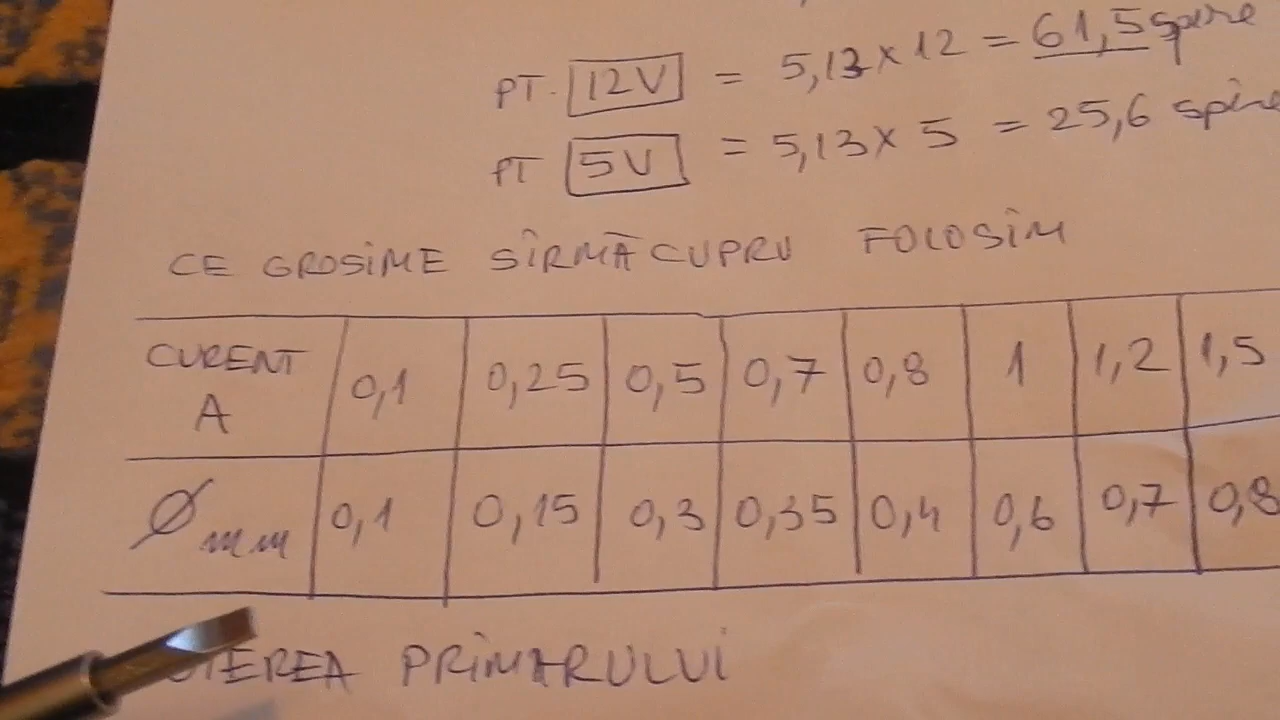 PT. 12V = 5,13 x 12 = 61,5 spire
PT 5V = 5,13 x 5 = 25,6 spire
CE GROSIME SÎRMĂ CUPRU FOLOSIM
CURENT A 0,1 0,25 0,5 0,7 0,8 1 1,2 1,5
Ø mm 0,1 0,15 0,3 0,35 0,4 0,6 0,7 0,8
PRIMARULUI